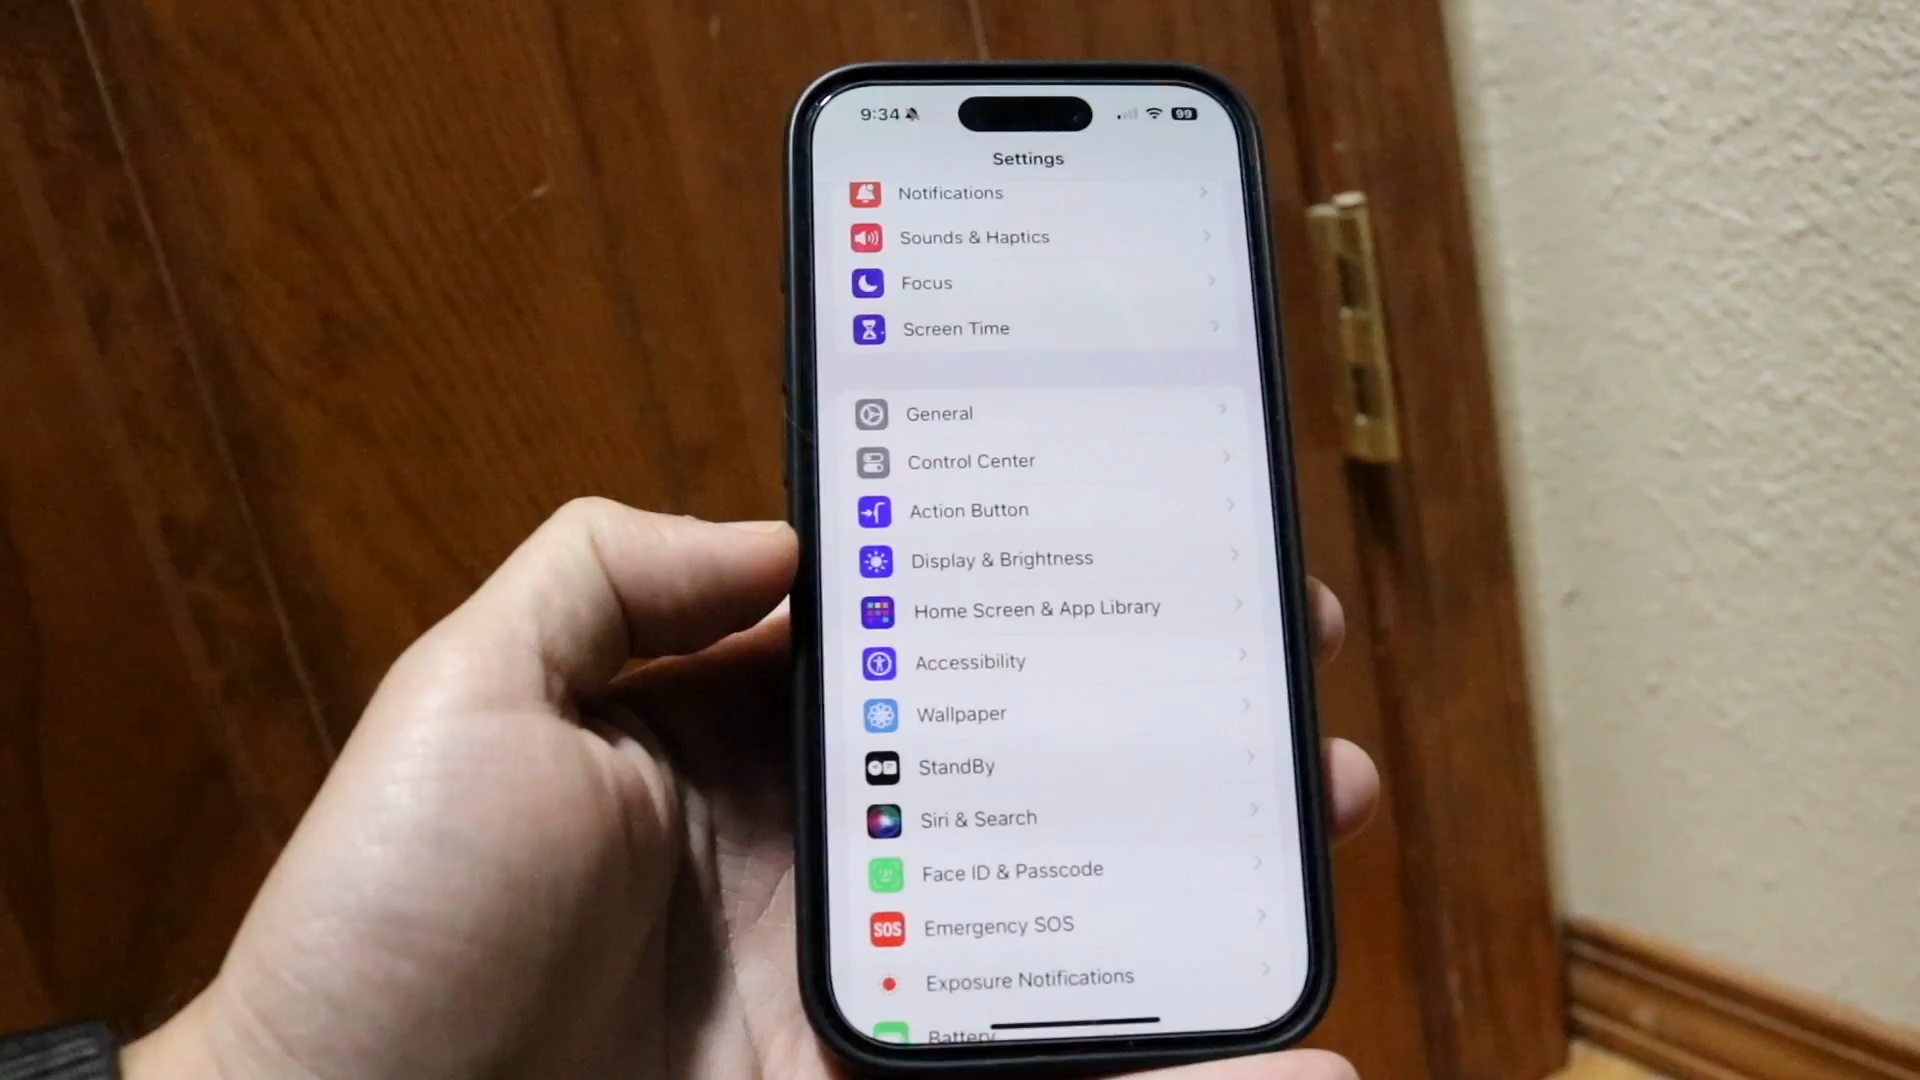 9:34 99
Settings
Notifications
Sounds & Haptics
Focus
Screen Time
General
Control Center
Action Button
Display & Brightness
Home Screen & App Library
Accessibility
Wallpaper
StandBy
Siri & Search
Face ID & Passcode
SOS Emergency SOS
Exposure Notifications
Battery